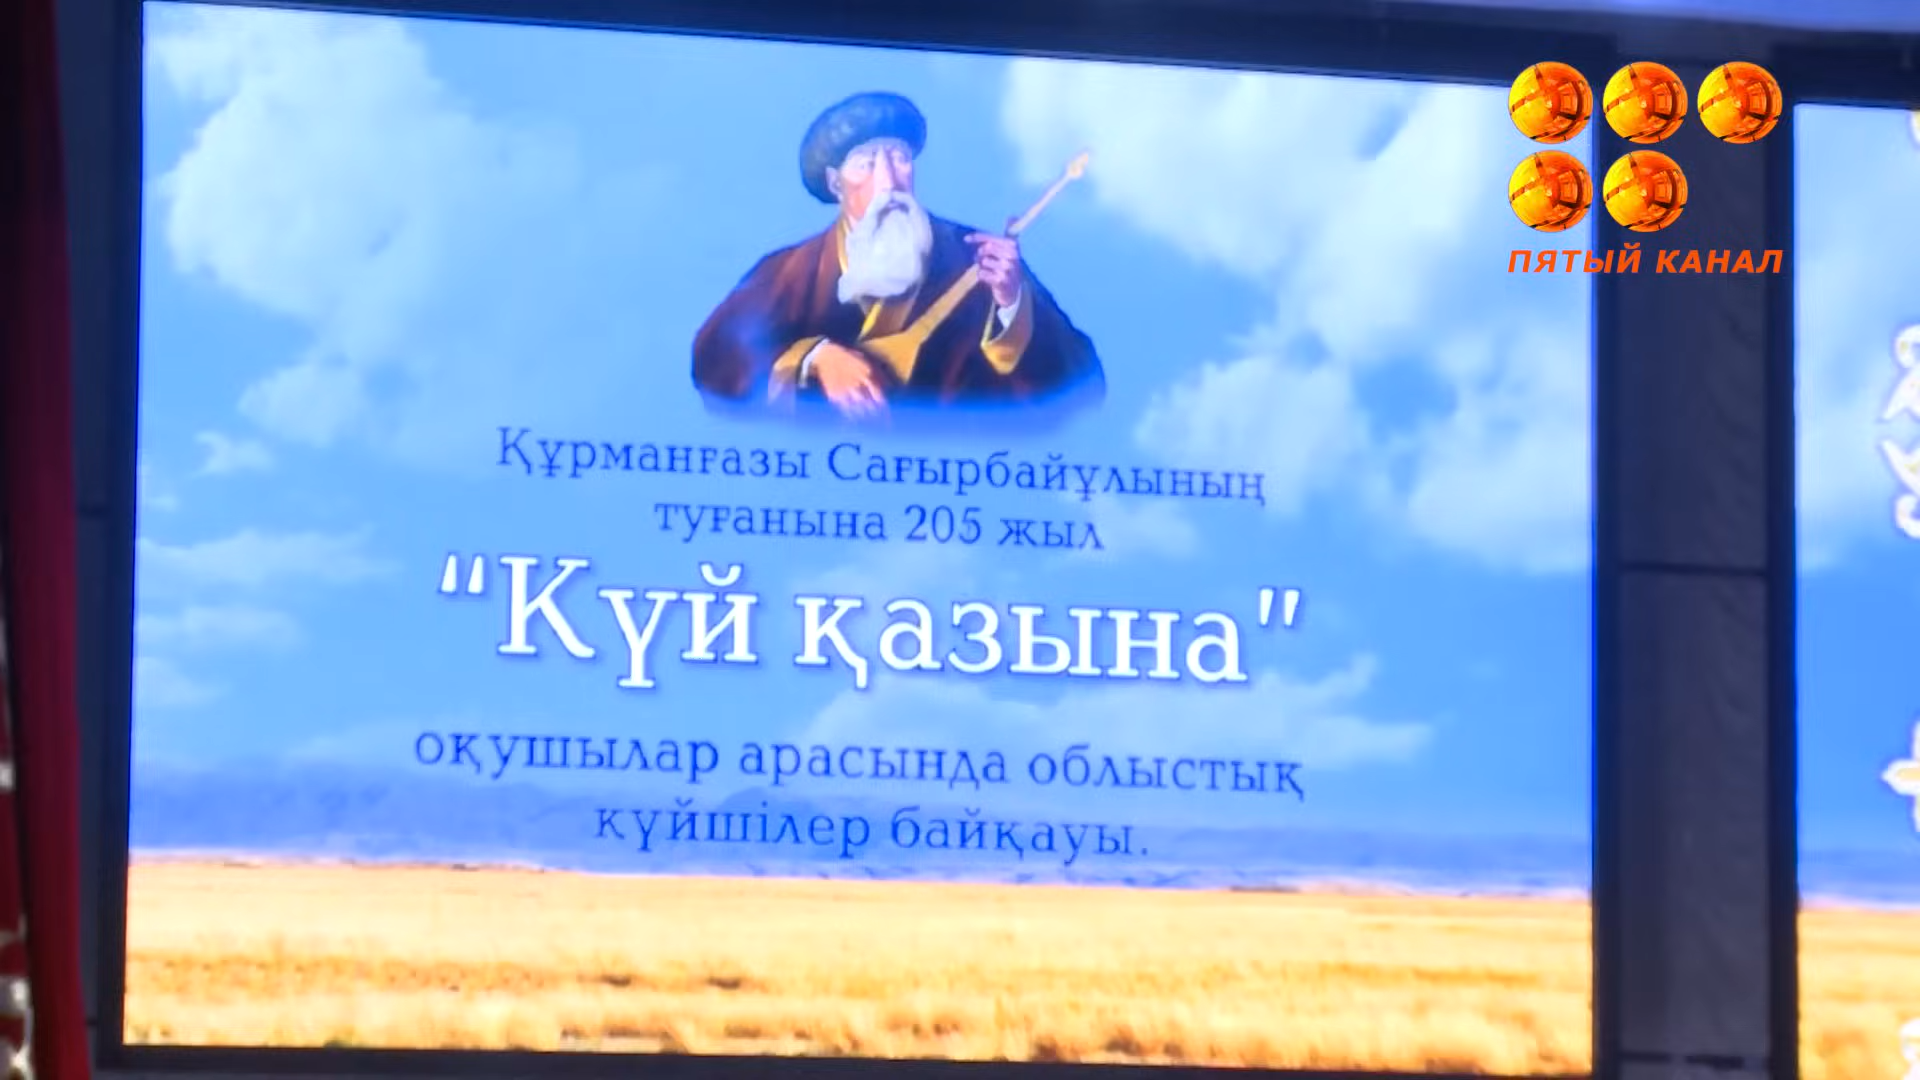 ПЯТЫЙ КАНАЛ
Құрманғазы Сағырбайұлының
туғанына 205 жыл
“Күй қазына”
оқушылар арасында облыстық
күйшілер байқауы.